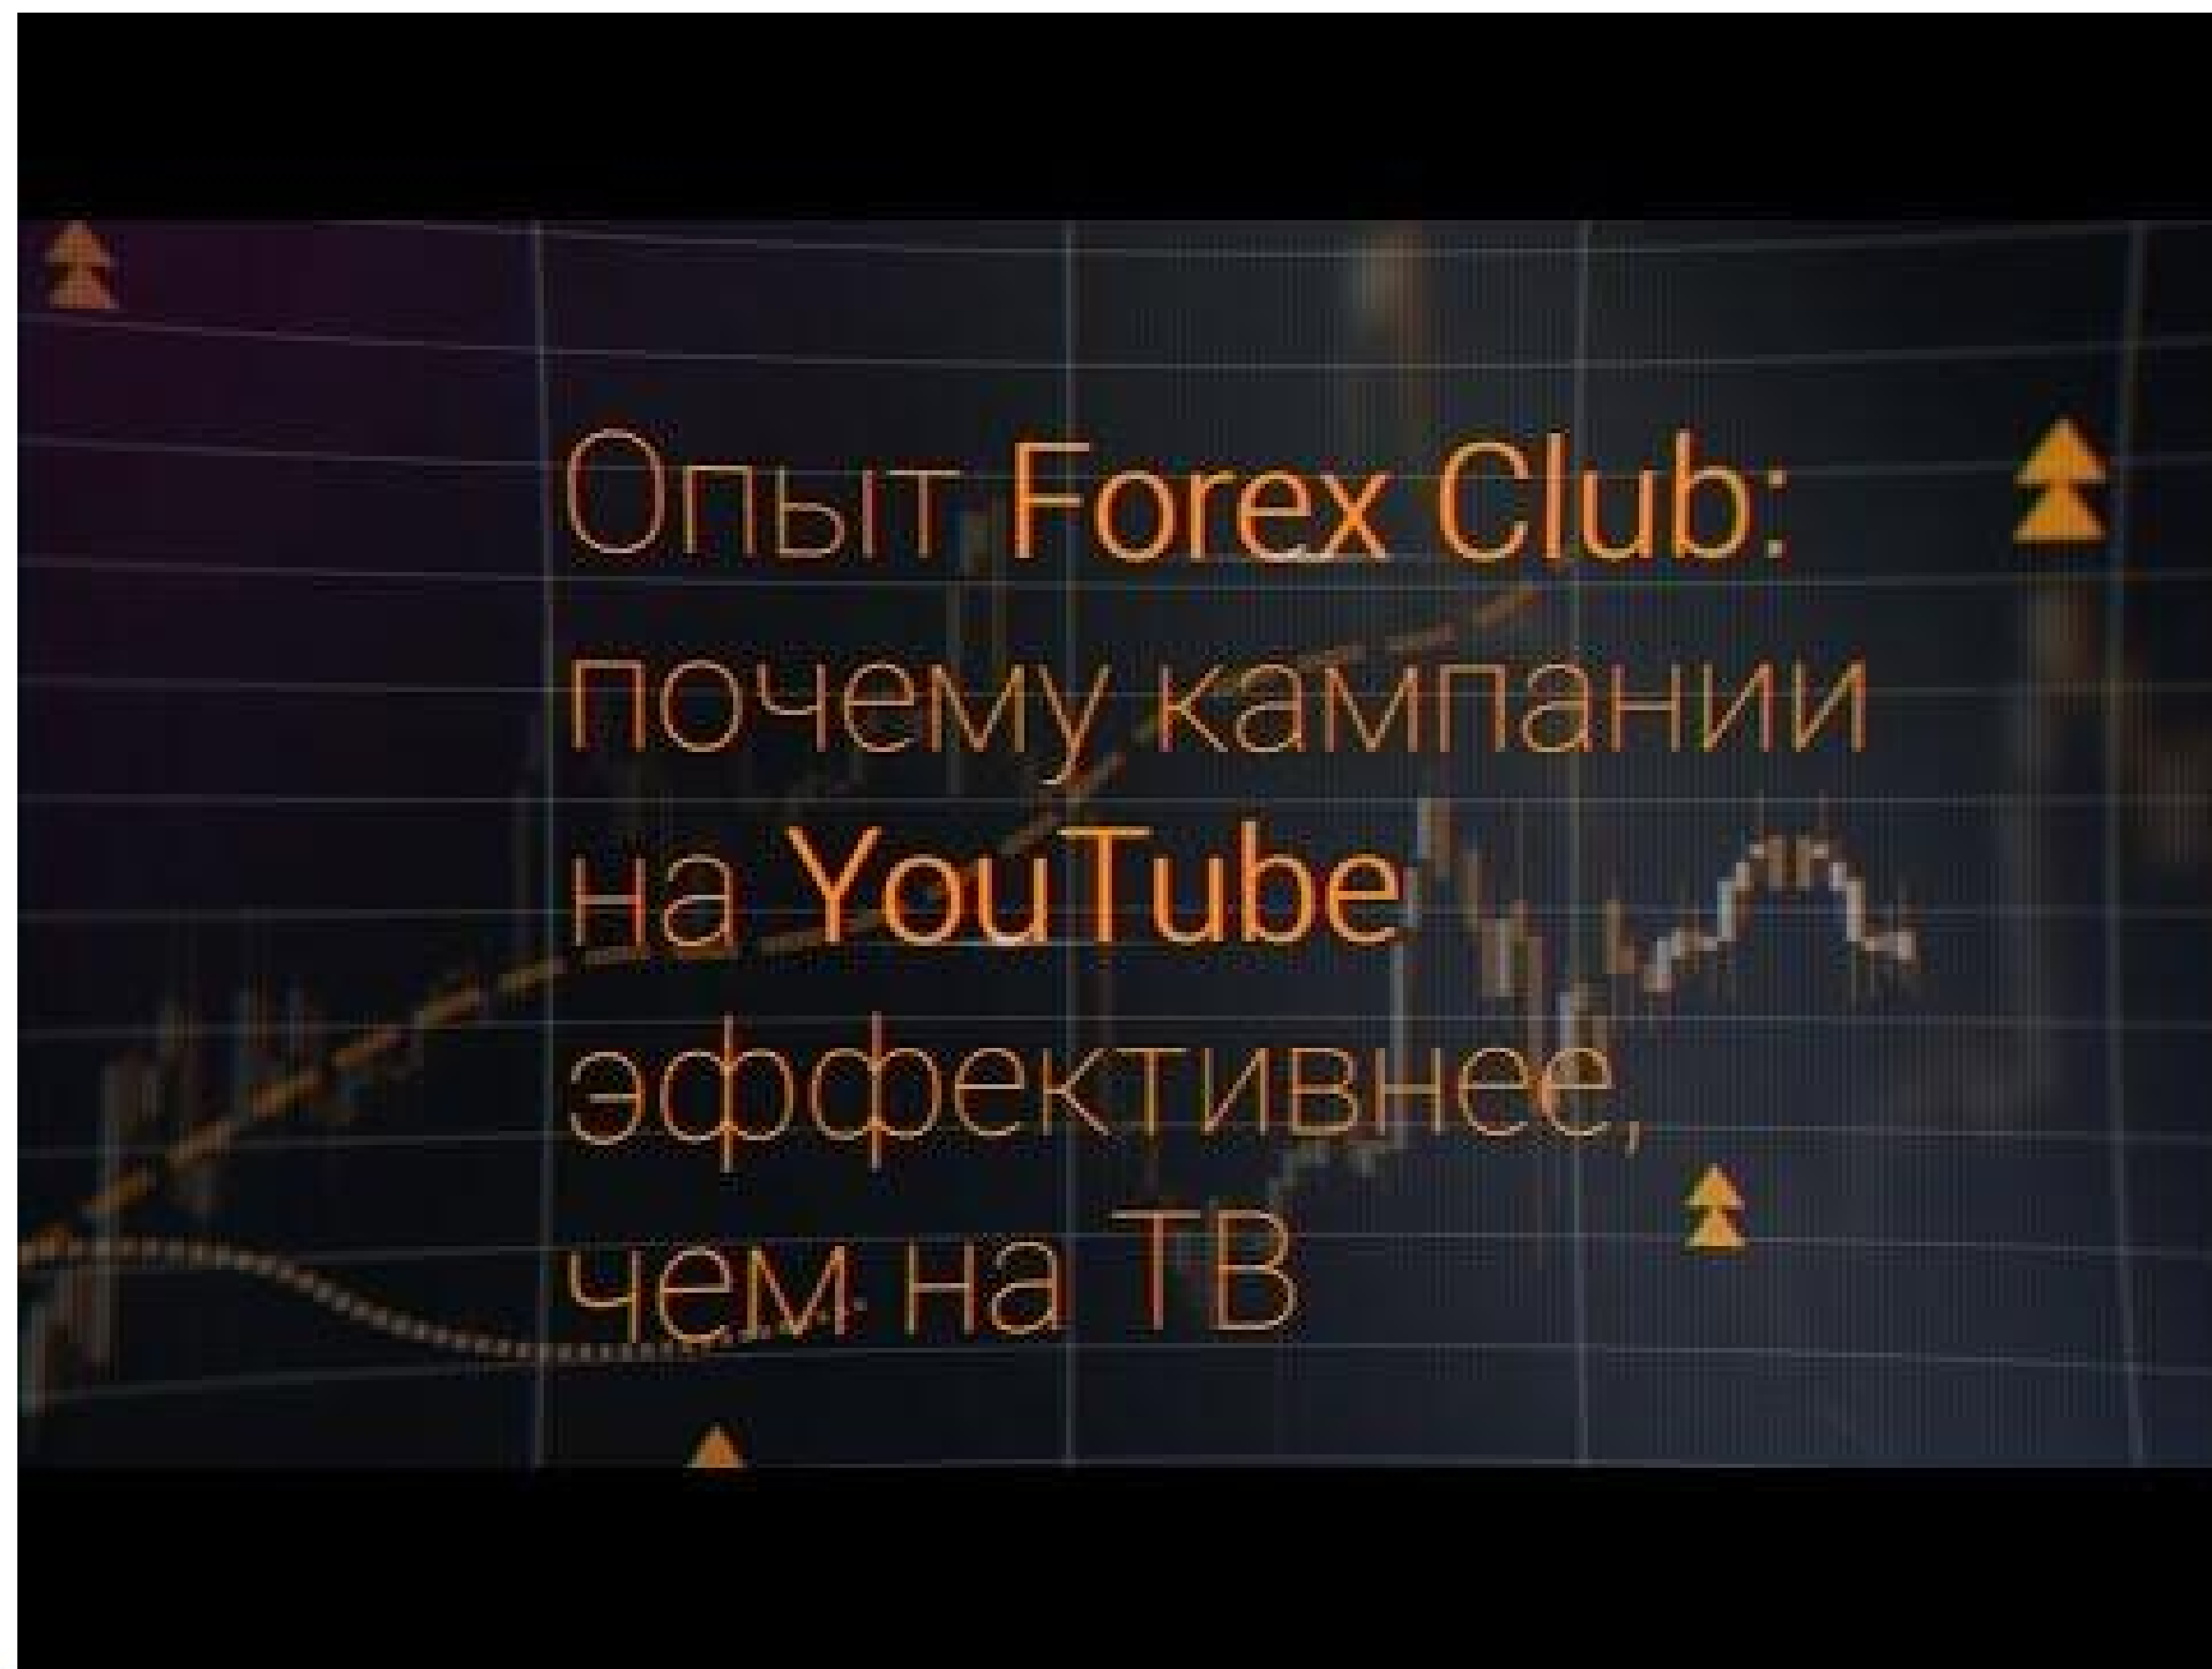 Опыт Forex Club:
почему кампании
на YouTube
эффективнее,
чем на ТВ